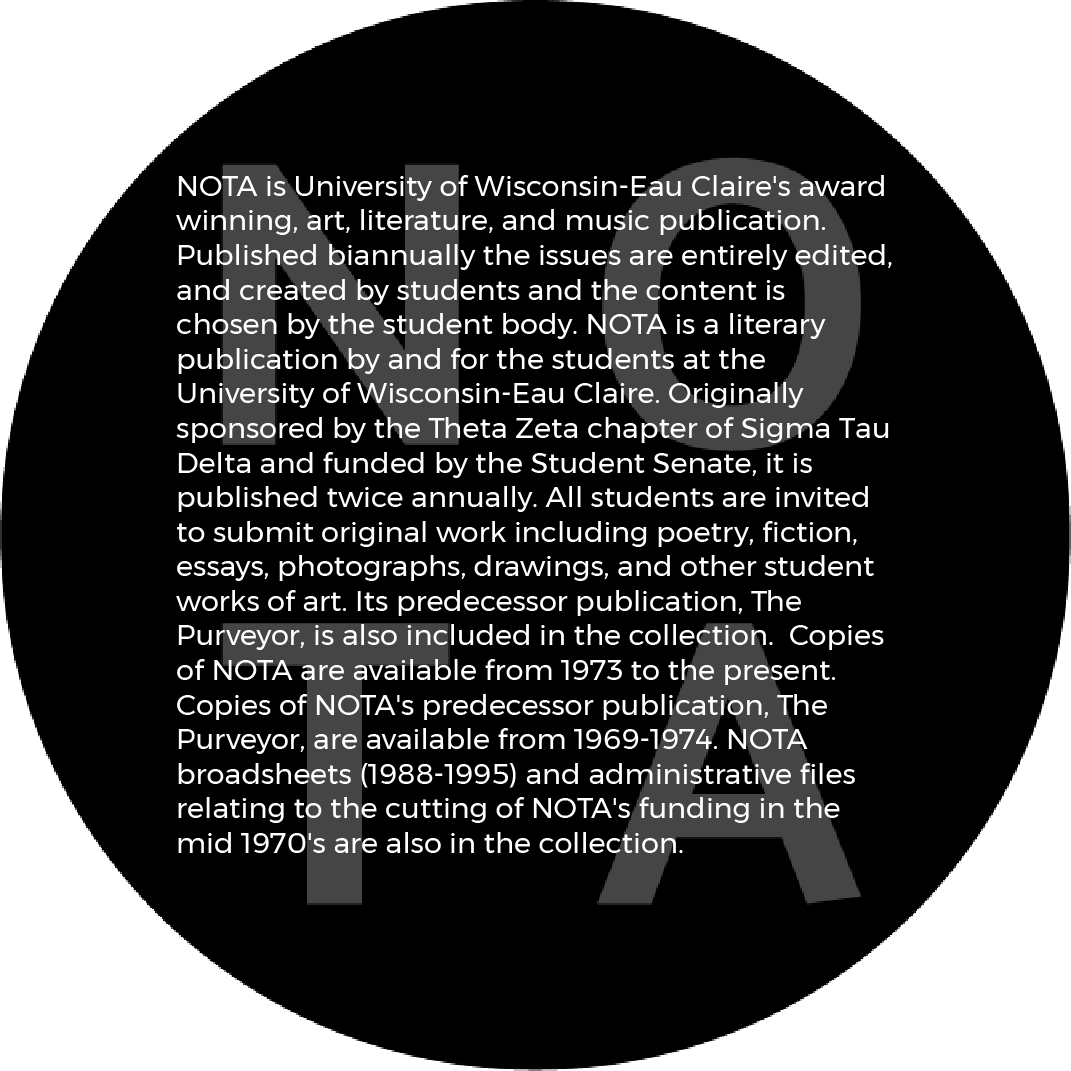 NOTA is University of Wisconsin-Eau Claire's award
winning, art, literature, and music publication.
Published biannually the issues are entirely edited,
and created by students and the content is
chosen by the student body. NOTA is a literary
publication by and for the students at the
University of Wisconsin-Eau Claire. Originally
sponsored by the Theta Zeta chapter of Sigma Tau
Delta and funded by the Student Senate, it is
published twice annually. All students are invited
to submit original work including poetry, fiction,
essays, photographs, drawings, and other student
works of art. Its predecessor publication, The
Purveyor, is also included in the collection.  Copies
of NOTA are available from 1973 to the present.
Copies of NOTA's predecessor publication, The
Purveyor, are available from 1969-1974. NOTA
broadsheets (1988-1995) and administrative files
relating to the cutting of NOTA's funding in the
mid 1970's are also in the collection.
N O
T A